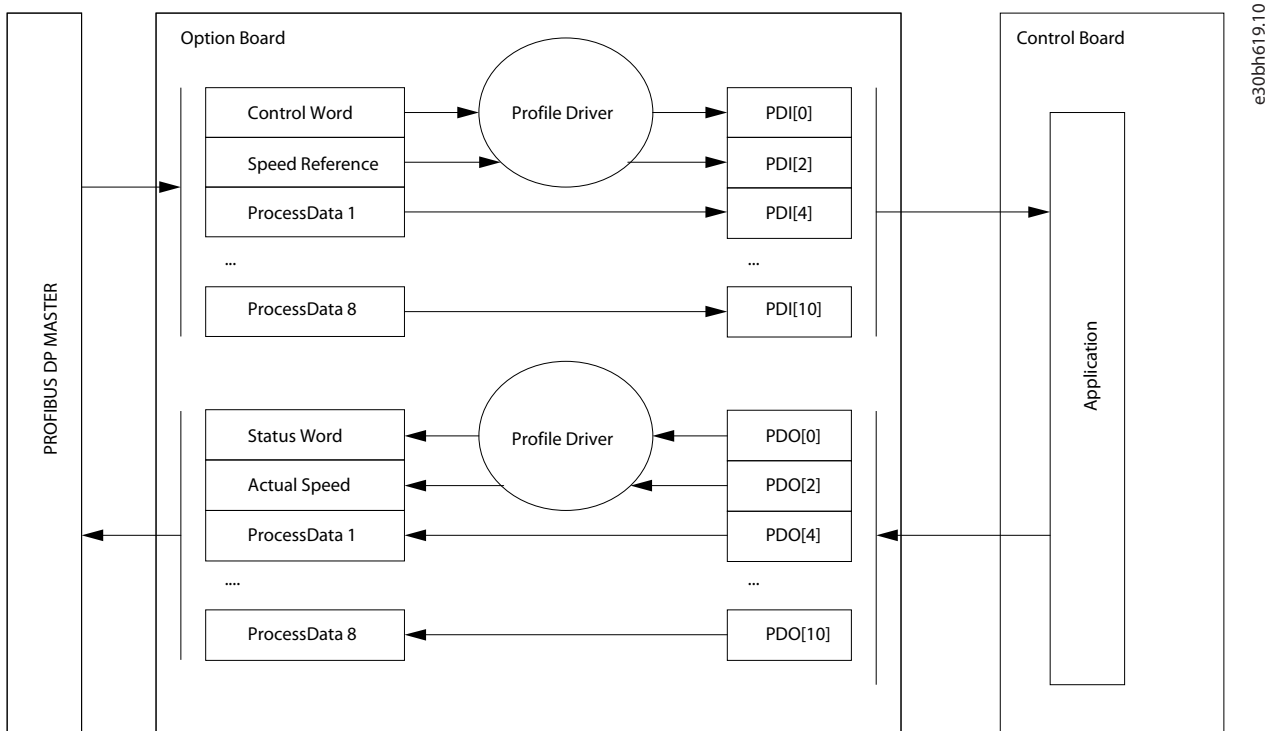 e30bh619.10
Option Board
Control Board
Control Word
Profile Driver
PDI[0]
Speed Reference
PDI[2]
ProcessData 1
PDI[4]
...
...
ProcessData 8
PDI[10]
PROFIBUS DP MASTER
Application
Status Word
Profile Driver
PDO[0]
Actual Speed
PDO[2]
ProcessData 1
PDO[4]
....
...
ProcessData 8
PDO[10]